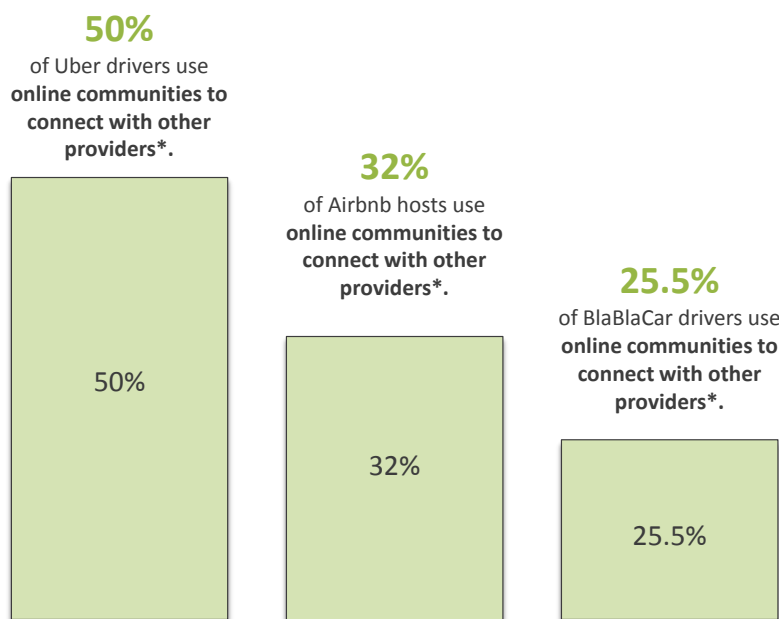 50%
of Uber drivers use
online communities to
connect with other
providers*.
50%
32%
of Airbnb hosts use
online communities to
connect with other
providers*.
32%
25.5%
of BlaBlaCar drivers use
online communities to
connect with other
providers*.
25.5%